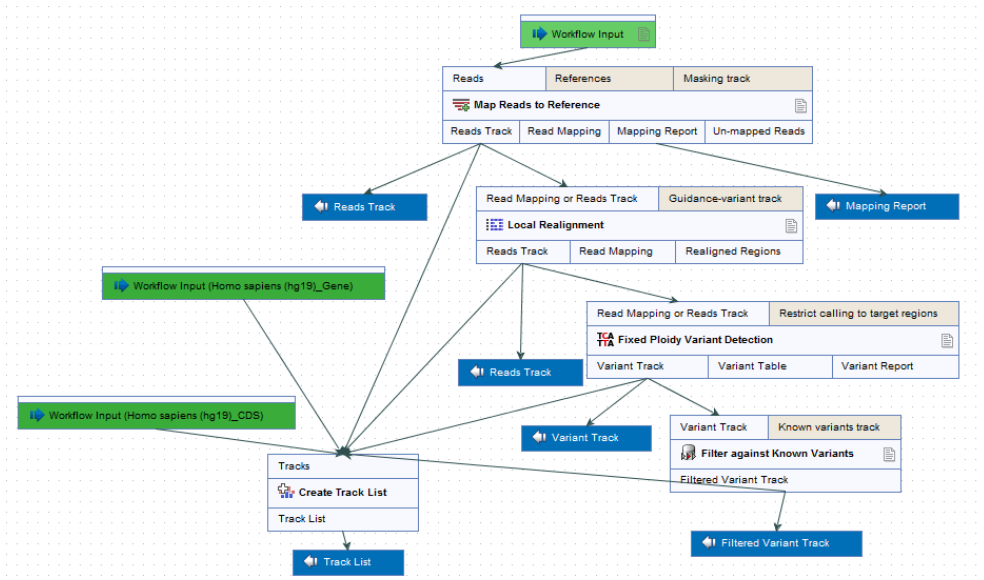 Workflow Input
Reads References Masking track
Map Reads to Reference
Reads Track Read Mapping Mapping Report Un-mapped Reads
Reads Track
Mapping Report
Read Mapping or Reads Track Guidance-variant track
Local Realignment
Reads Track Read Mapping Realigned Regions
Workflow Input (Homo sapiens (hg19)_Gene)
Read Mapping or Reads Track Restrict calling to target regions
TCA
TTA
Fixed Ploidy Variant Detection
Variant Track Variant Table Variant Report
Reads Track
Workflow Input (Homo sapiens (hg19)_CDS)
Variant Track
Variant Track Known variants track
Filter against Known Variants
Filtered Variant Track
Tracks
Create Track List
Track List
Filtered Variant Track
Track List